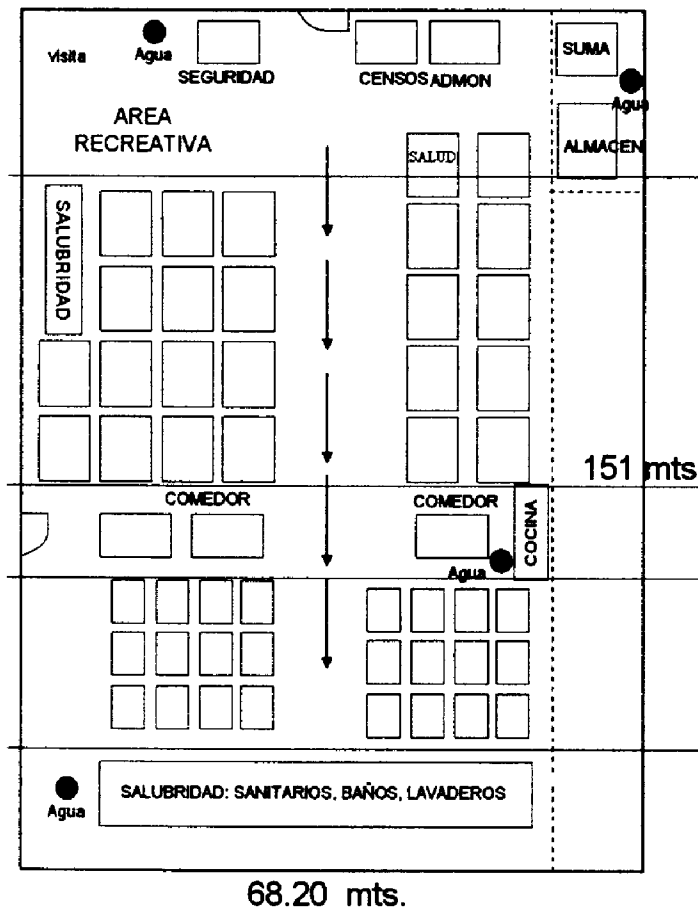 visita
Agua
SEGURIDAD
CENSOS
ADMON
SUMA
Agua
AREA
RECREATIVA
SALUD
ALMACEN
SALUBRIDAD
151 mts
COMEDOR
COMEDOR
COCINA
Agua
SALUBRIDAD: SANITARIOS, BAÑOS, LAVADEROS
Agua
68.20 mts.